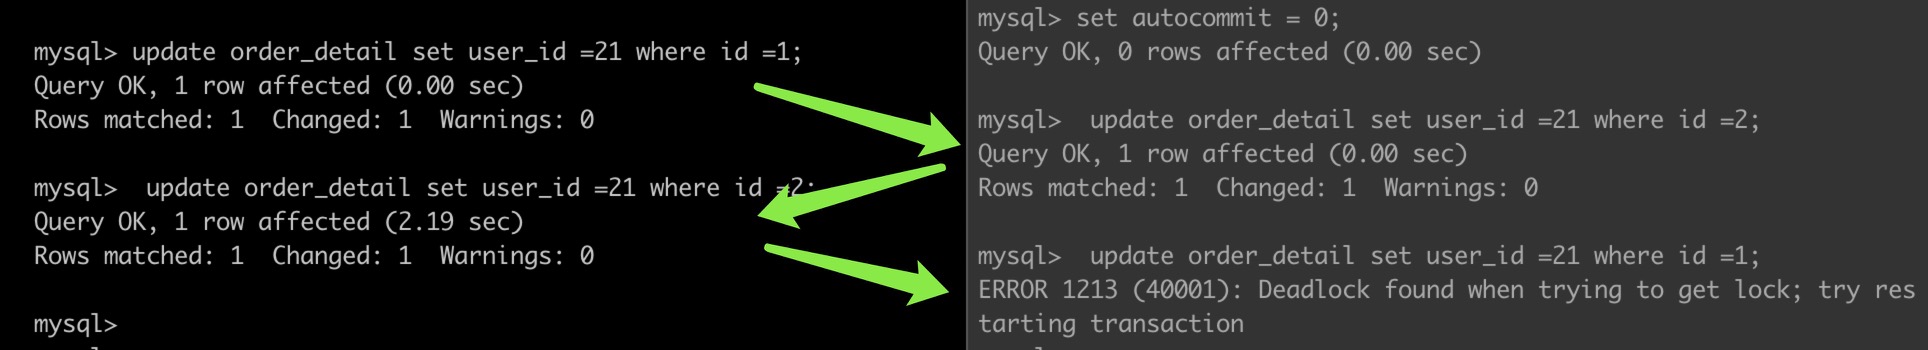 mysql> update order_detail set user_id =21 where id =1;
Query OK, 1 row affected (0.00 sec)
Rows matched: 1  Changed: 1  Warnings: 0
mysql>  update order_detail set user_id =21 where id =2;
Query OK, 1 row affected (2.19 sec)
Rows matched: 1  Changed: 1  Warnings: 0
mysql>
mysql> set autocommit = 0;
Query OK, 0 rows affected (0.00 sec)
mysql>  update order_detail set user_id =21 where id =2;
Query OK, 1 row affected (0.00 sec)
Rows matched: 1  Changed: 1  Warnings: 0
mysql>  update order_detail set user_id =21 where id =1;
ERROR 1213 (40001): Deadlock found when trying to get lock; try res
tarting transaction